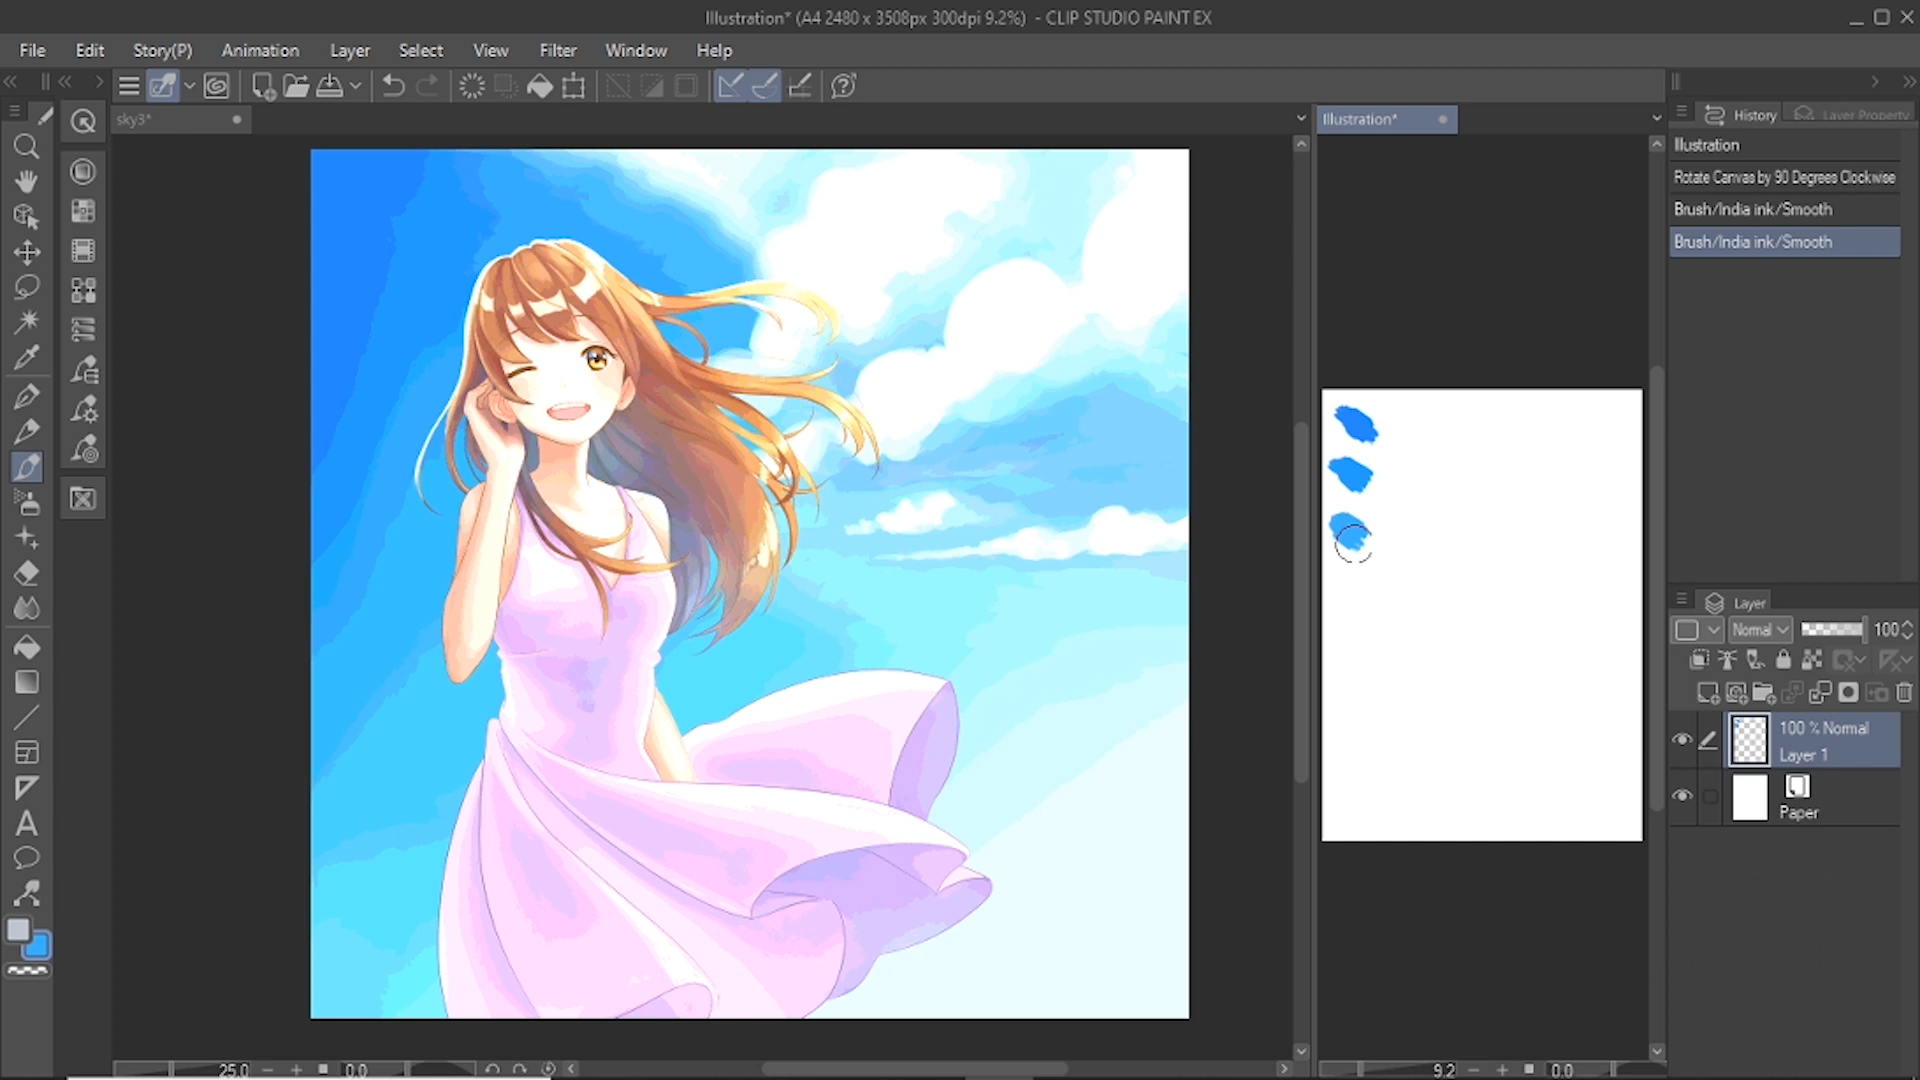 Illustration* (A4 2480 x 3508px 300dpi 9.2%) - CLIP STUDIO PAINT EX
File Edit Story(P) Animation Layer Select View Filter Window Help
sky3*
Illustration*
History Layer Property
Illustration
Rotate Canvas by 90 Degrees Clockwise
Brush/India ink/Smooth
Brush/India ink/Smooth
Layer
Normal 100
100 % Normal
Layer 1
Paper
25.0 0.0
9.2 0.0